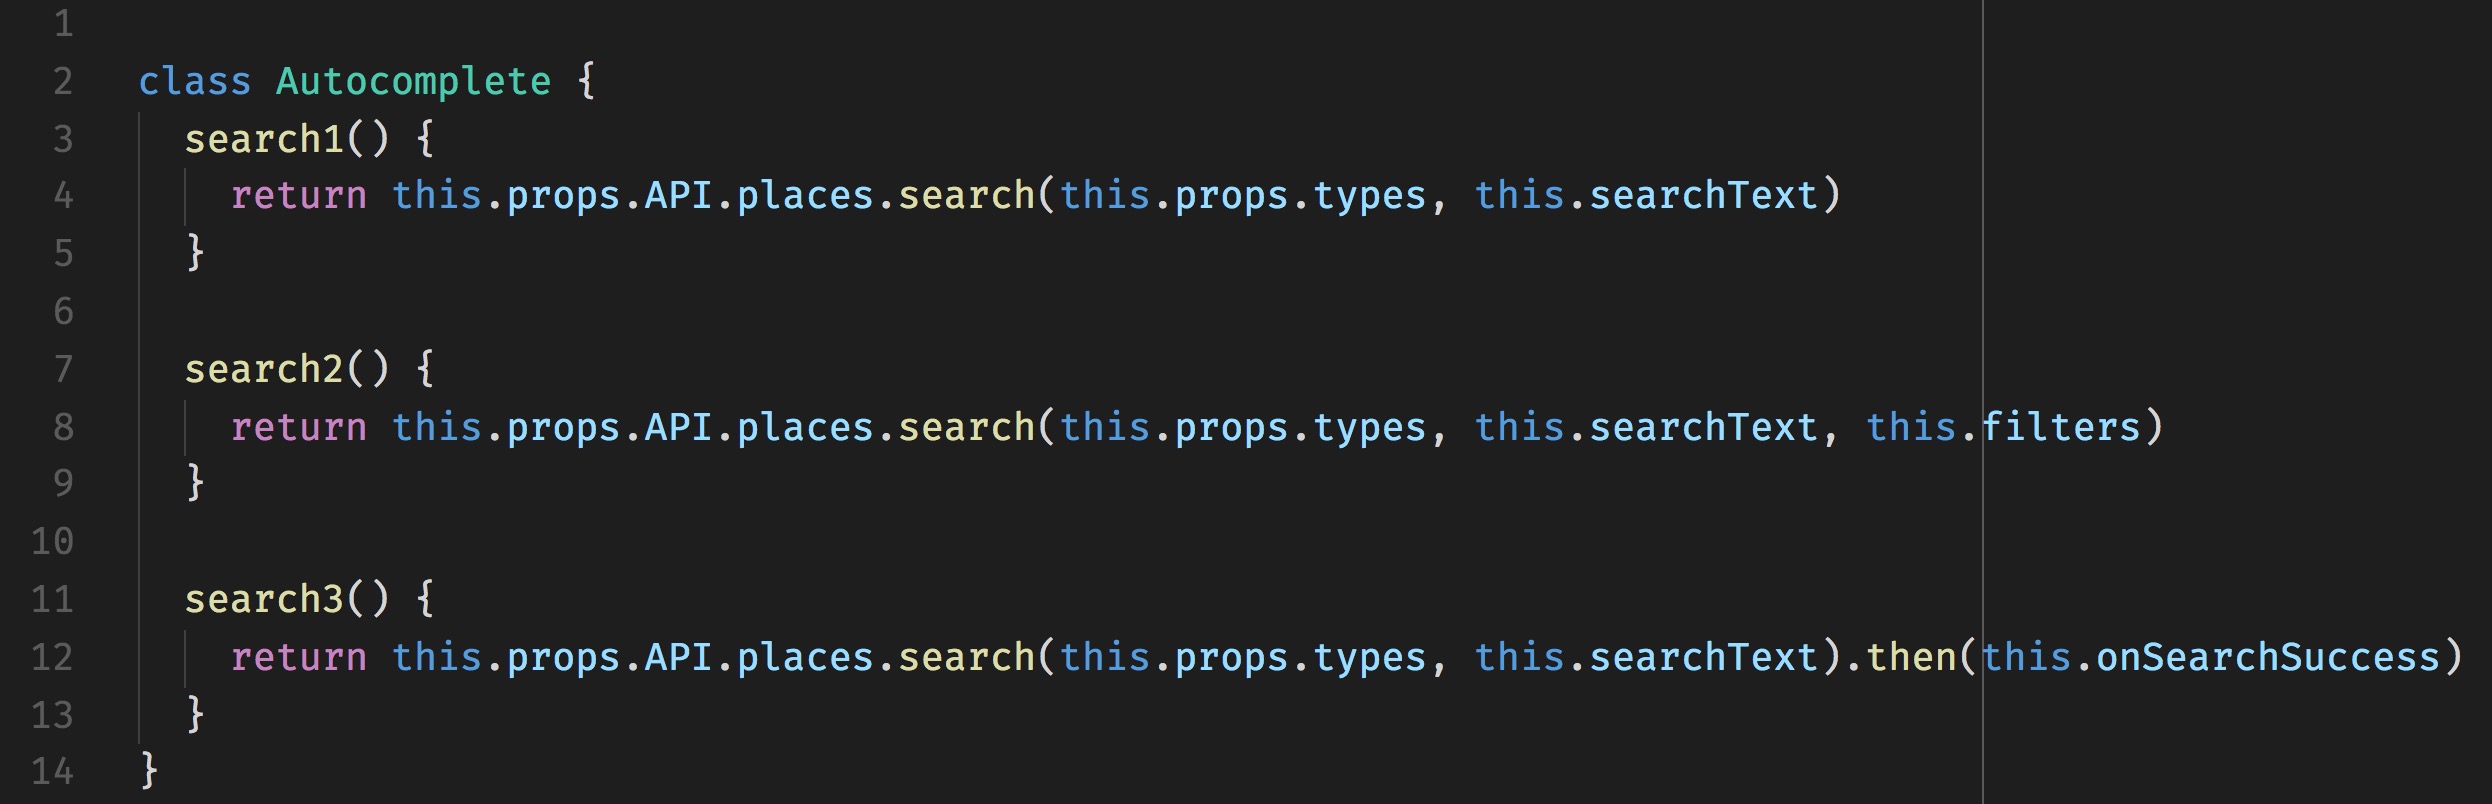 1
2 class Autocomplete {
3   search1() {
4     return this.props.API.places.search(this.props.types, this.searchText)
5   }
6
7   search2() {
8     return this.props.API.places.search(this.props.types, this.searchText, this.filters)
9   }
10
11   search3() {
12     return this.props.API.places.search(this.props.types, this.searchText).then(this.onSearchSuccess)
13   }
14 }